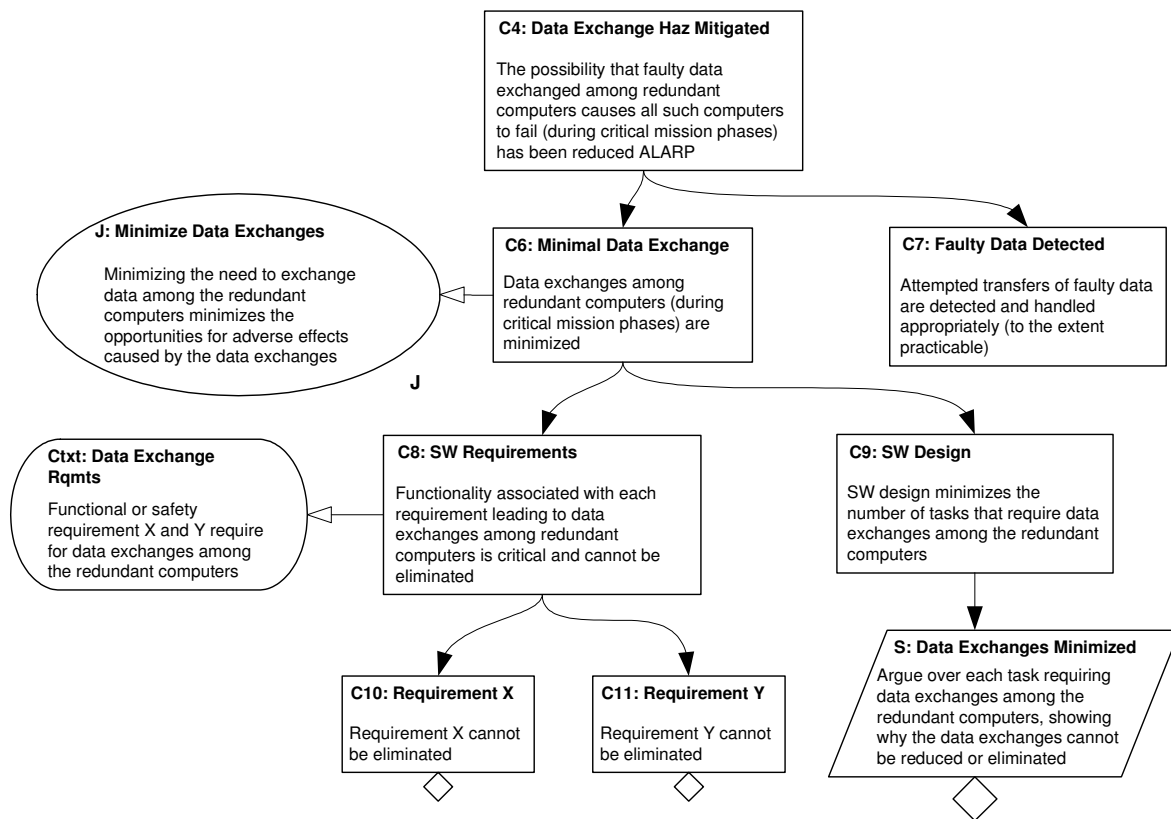 C4: Data Exchange Haz Mitigated
The possibility that faulty data
exchanged among redundant
computers causes all such computers
to fail (during critical mission phases)
has been reduced ALARP
J: Minimize Data Exchanges
Minimizing the need to exchange
data among the redundant
computers minimizes the
opportunities for adverse effects
caused by the data exchanges
J
C6: Minimal Data Exchange
Data exchanges among
redundant computers (during
critical mission phases) are
minimized
C7: Faulty Data Detected
Attempted transfers of faulty data
are detected and handled
appropriately (to the extent
practicable)
Ctxt: Data Exchange
Rqmts
Functional or safety
requirement X and Y require
for data exchanges among
the redundant computers
C8: SW Requirements
Functionality associated with each
requirement leading to data
exchanges among redundant
computers is critical and cannot be
eliminated
C9: SW Design
SW design minimizes the
number of tasks that require data
exchanges among the redundant
computers
C10: Requirement X
Requirement X cannot
be eliminated
C11: Requirement Y
Requirement Y cannot
be eliminated
S: Data Exchanges Minimized
Argue over each task requiring
data exchanges among the
redundant computers, showing
why the data exchanges cannot
be reduced or eliminated